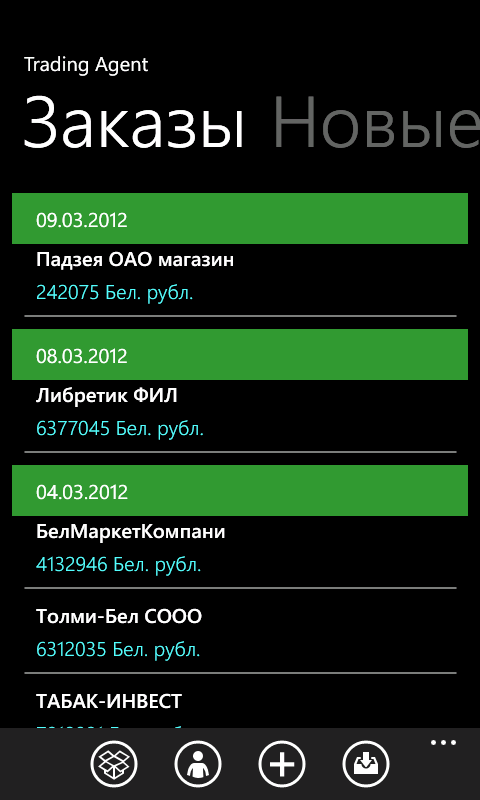 Trading Agent
Заказы Новые
09.03.2012
Падзея ОАО магазин
242075 Бел. рубл.
08.03.2012
Либретик ФИЛ
6377045 Бел. рубл.
04.03.2012
БелМаркетКомпани
4132946 Бел. рубл.
Толми-Бел СООО
6312035 Бел. рубл.
ТАБАК-ИНВЕСТ